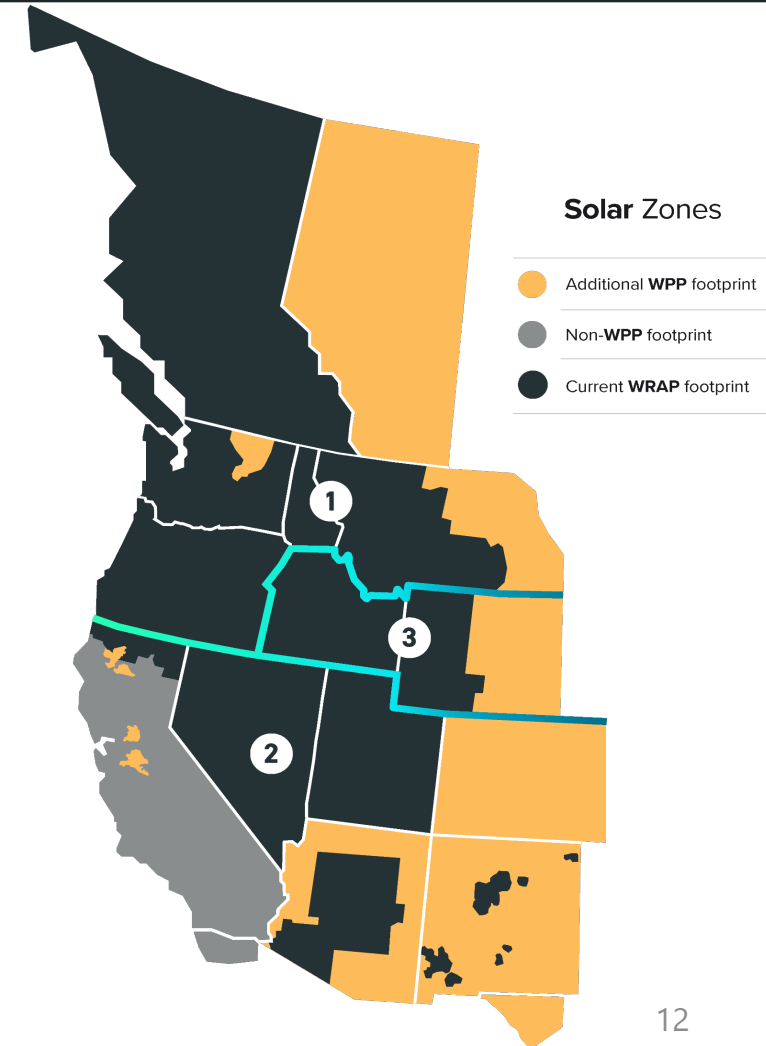 Solar Zones
Additional WPP footprint
Non-WPP footprint
Current WRAP footprint
1
3
2
12